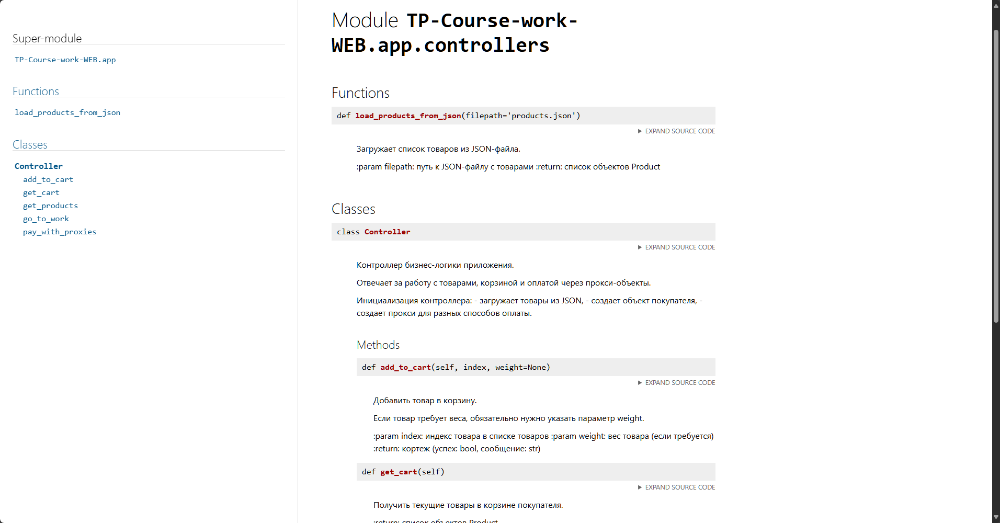 Super-module
TP-Course-work-WEB.app
Functions
load_products_from_json
Classes
Controller
add_to_cart
get_cart
get_products
go_to_work
pay_with_proxies
Module TP-Course-work-
WEB.app.controllers
Functions
def load_products_from_json(filepath='products.json')
EXPAND SOURCE CODE
Загружает список товаров из JSON-файла.
:param filepath: путь к JSON-файлу с товарами :return: список объектов Product
Classes
class Controller
EXPAND SOURCE CODE
Контроллер бизнес-логики приложения.
Отвечает за работу с товарами, корзиной и оплатой через прокси-объекты.
Инициализация контроллера: - загружает товары из JSON, - создает объект покупателя, -
создает прокси для разных способов оплаты.
Methods
def add_to_cart(self, index, weight=None)
EXPAND SOURCE CODE
Добавить товар в корзину.
Если товар требует веса, обязательно нужно указать параметр weight.
:param index: индекс товара в списке товаров :param weight: вес товара (если требуется)
:return: кортеж (успех: bool, сообщение: str)
def get_cart(self)
EXPAND SOURCE CODE
Получить текущие товары в корзине покупателя.
:return: список объектов Product